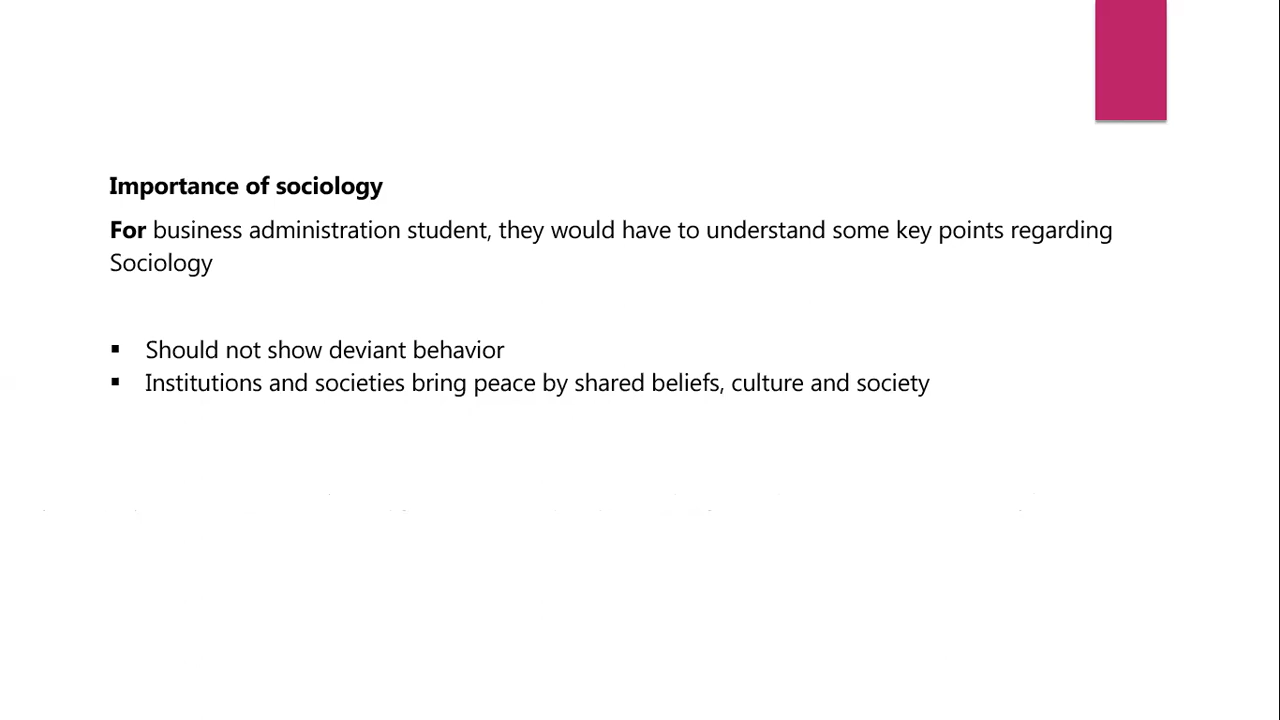 Importance of sociology
For business administration student, they would have to understand some key points regarding
Sociology
▪ Should not show deviant behavior
▪ Institutions and societies bring peace by shared beliefs, culture and society